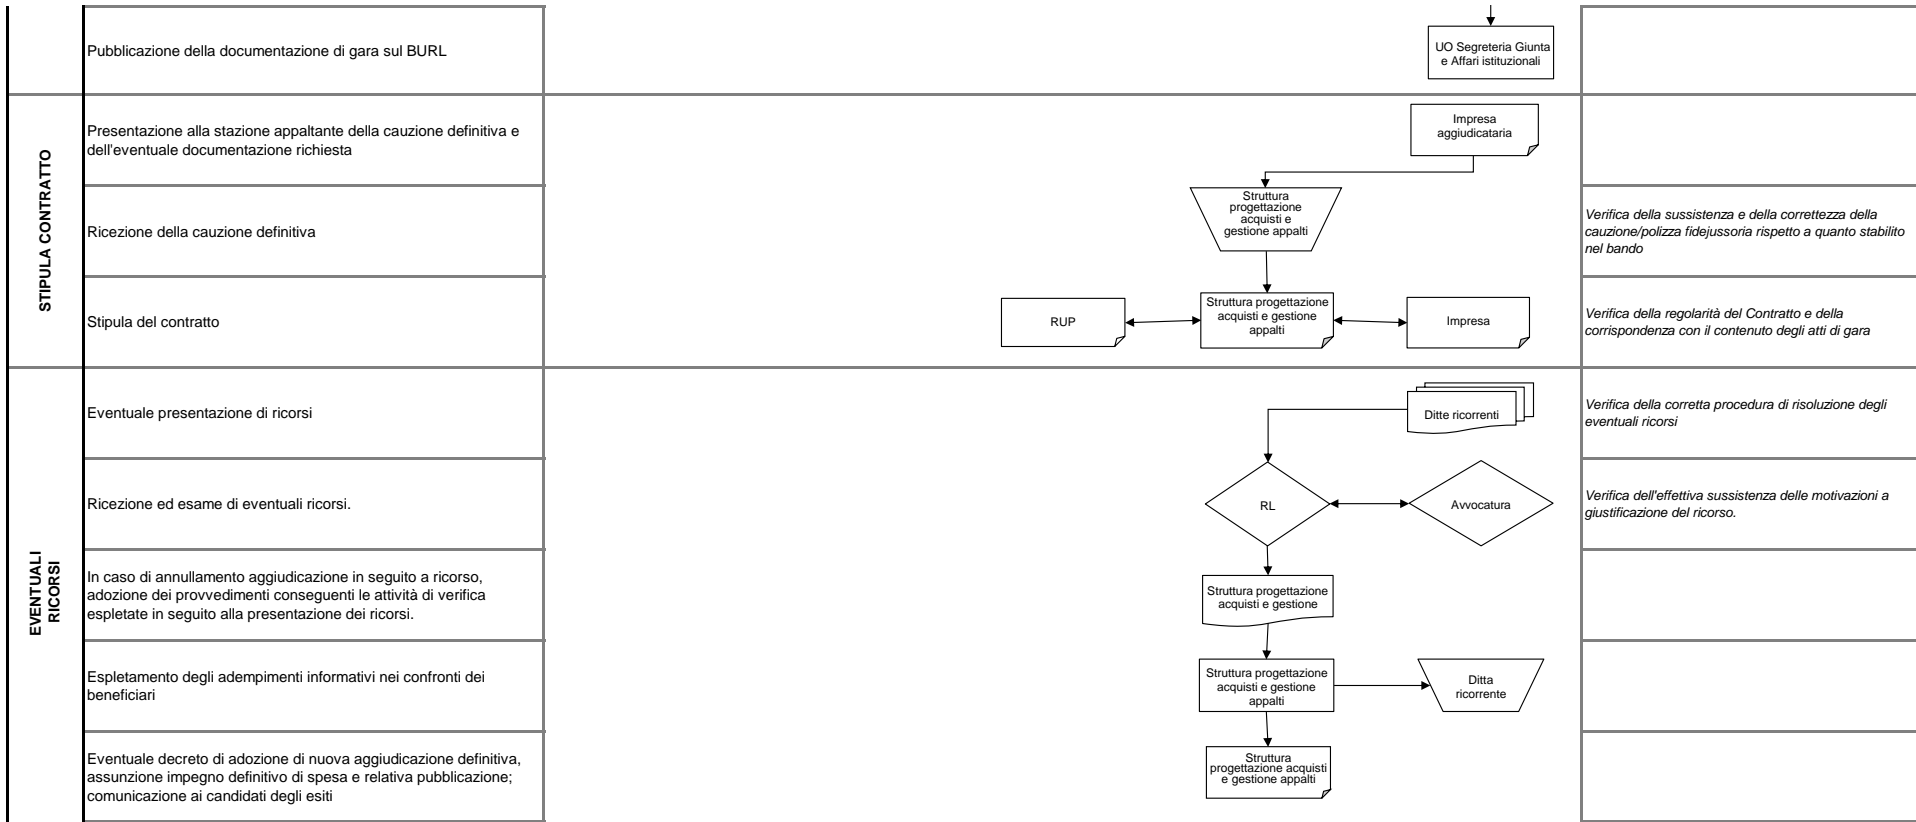 Pubblicazione della documentazione di gara sul BURL
UO Segreteria Giunta
e Affari istituzionali
STIPULA CONTRATTO
Presentazione alla stazione appaltante della cauzione definitiva e
dell'eventuale documentazione richiesta
Impresa
aggiudicataria
Ricezione della cauzione definitiva
Struttura
progettazione
acquisti e
gestione appalti
Verifica della sussistenza e della correttezza della
cauzione/polizza fidejussoria rispetto a quanto stabilito
nel bando
Stipula del contratto
RUP
Struttura progettazione
acquisti e gestione
appalti
Impresa
Verifica della regolarità del Contratto e della
corrispondenza con il contenuto degli atti di gara
EVENTUALI
RICORSI
Eventuale presentazione di ricorsi
Ditte ricorrenti
Verifica della corretta procedura di risoluzione degli
eventuali ricorsi
Ricezione ed esame di eventuali ricorsi.
RL
Avvocatura
Verifica dell'effettiva sussistenza delle motivazioni a
giustificazione del ricorso.
In caso di annullamento aggiudicazione in seguito a ricorso,
adozione dei provvedimenti conseguenti le attività di verifica
espletate in seguito alla presentazione dei ricorsi.
Struttura progettazione
acquisti e gestione
Espletamento degli adempimenti informativi nei confronti dei
beneficiari
Struttura progettazione
acquisti e gestione
appalti
Ditta
ricorrente
Eventuale decreto di adozione di nuova aggiudicazione definitiva,
assunzione impegno definitivo di spesa e relativa pubblicazione;
comunicazione ai candidati degli esiti
Struttura
progettazione acquisti
e gestione appalti